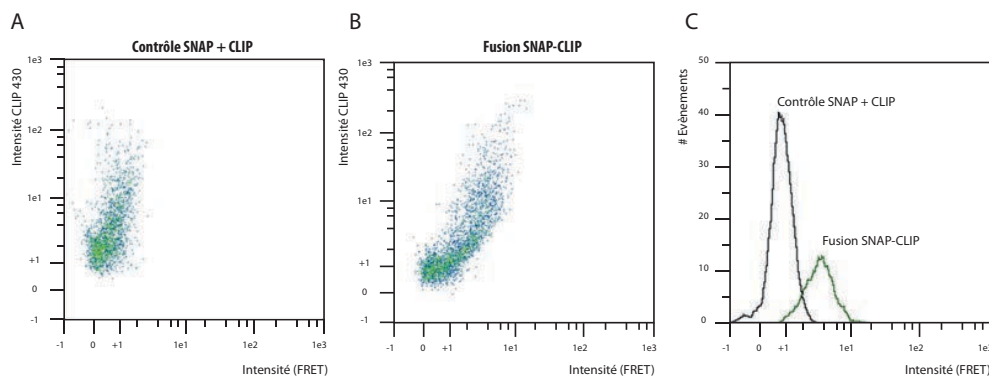 A
Contrôle SNAP + CLIP
Intensité CLIP 430
1e3
1e2
1e1
+1
0
-1
-1 0 +1 1e1 1e2 1e3
Intensité (FRET)
B
Fusion SNAP-CLIP
Intensité CLIP 430
1e3
1e2
1e1
+1
0
-1
-1 0 +1 1e1 1e2 1e3
Intensité (FRET)
C
# Evènements
50
40
30
20
10
0
Contrôle SNAP + CLIP
Fusion SNAP-CLIP
-1 0 +1 1e1 1e2 1e3
Intensité (FRET)